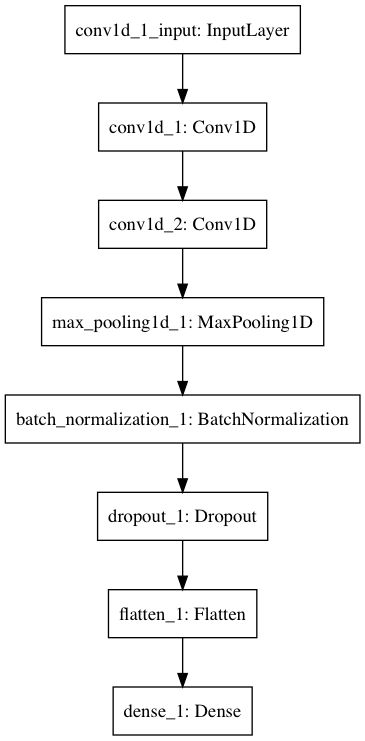 conv1d_1_input: InputLayer
conv1d_1: Conv1D
conv1d_2: Conv1D
max_pooling1d_1: MaxPooling1D
batch_normalization_1: BatchNormalization
dropout_1: Dropout
flatten_1: Flatten
dense_1: Dense